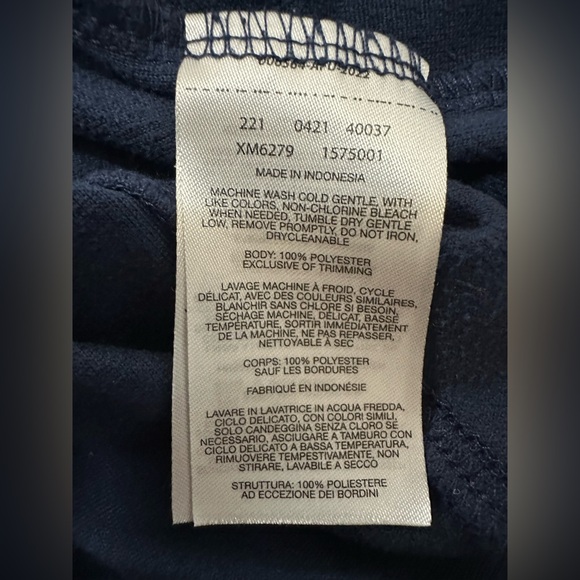 221 0421 40037
XM6279 1575001
MADE IN INDONESIA
MACHINE WASH COLD GENTLE, WITH
LIKE COLORS, NON-CHLORINE BLEACH
WHEN NEEDED, TUMBLE DRY GENTLE
LOW, REMOVE PROMPTLY, DO NOT IRON,
DRYCLEANABLE
BODY: 100% POLYESTER
EXCLUSIVE OF TRIMMING
LAVAGE MACHINE À FROID, CYCLE
DÉLICAT, AVEC DES COULEURS SIMILAIRES,
BLANCHIR SANS CHLORE SI BESOIN,
SÉCHAGE MACHINE, DÉLICAT, BASSE
TEMPÉRATURE, SORTIR IMMÉDIATEMENT
DE LA MACHINE, NE PAS REPASSER,
NETTOYABLE À SEC
CORPS: 100% POLYESTER
SAUF LES BORDURES
FABRIQUÉ EN INDONÉSIE
LAVARE IN LAVATRICE IN ACQUA FREDDA,
CICLO DELICATO, CON COLORI SIMILI,
SOLO CANDEGGINA SENZA CLORO SE
NECESSARIO, ASCIUGARE A TAMBURO CON
CICLO DELICATO A BASSA TEMPERATURA,
RIMUOVERE TEMPESTIVAMENTE, NON
STIRARE, LAVABILE A SECCO
STRUTTURA: 100% POLIESTERE
AD ECCEZIONE DEI BORDINI